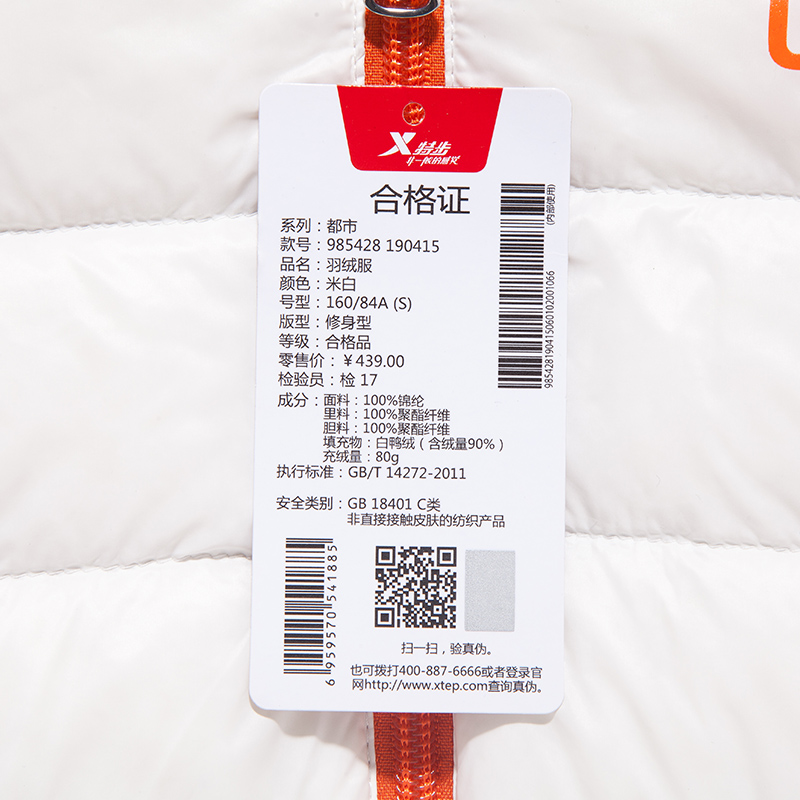 X 特步
非一般的感觉
合格证
系列：都市
款号：985428 190415
品名：羽绒服
颜色：米白
号型：160/84A (S)
版型：修身型
等级：合格品
零售价：￥439.00
检验员：检 17
成分：面料：100%锦纶
里料：100%聚酯纤维
胆料：100%聚酯纤维
填充物：白鸭绒（含绒量90%）
充绒量：80g
执行标准：GB/T 14272-2011
安全类别：GB 18401 C类
非直接接触皮肤的纺织产品
(内部使用)
985428190415060102001066
6 959570 541885
扫一扫，验真伪。
也可拨打400-887-6666或者登录官
网http://www.xtep.com查询真伪。